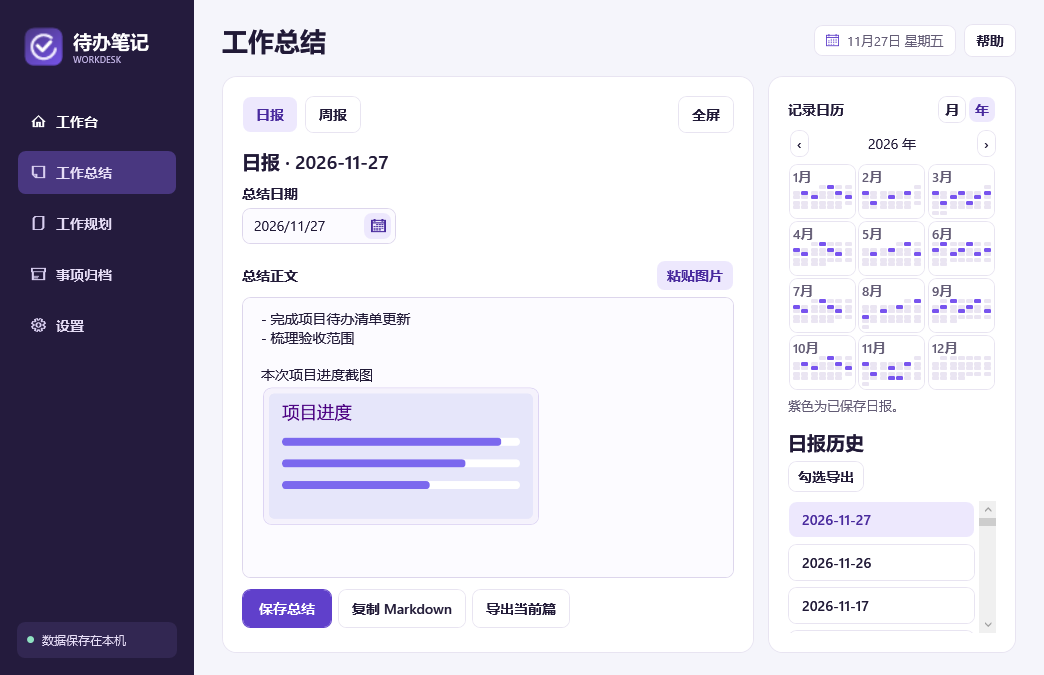 待办笔记
WORKDESK
工作台
工作总结
工作规划
事项归档
设置
数据保存在本机
工作总结
11月27日 星期五
帮助
日报
周报
全屏
日报 · 2026-11-27
总结日期
2026/11/27
总结正文
粘贴图片
- 完成项目待办清单更新
- 梳理验收范围
本次项目进度截图
项目进度
保存总结
复制 Markdown
导出当前篇
记录日历
月
年
‹
2026 年
›
1月
2月
3月
4月
5月
6月
7月
8月
9月
10月
11月
12月
紫色为已保存日报。
日报历史
勾选导出
2026-11-27
2026-11-26
2026-11-17